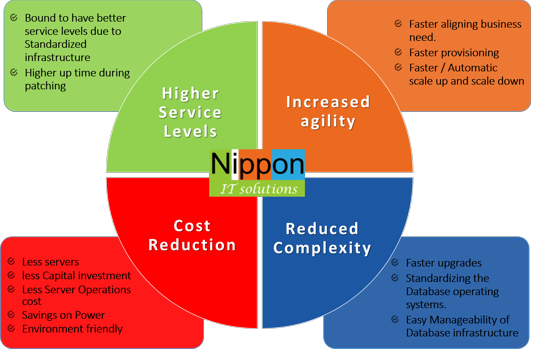 Bound to have better
service levels due to
Standardized
infrastructure
Higher up time during
patching
Faster aligning business
need.
Faster provisioning
Faster / Automatic
scale up and scale down
Higher
Service
Levels
Increased
agility
Nippon
IT solutions
Cost
Reduction
Reduced
Complexity
Less servers
less Capital investment
Less Server Operations
cost
Savings on Power
Environment friendly
Faster upgrades
Standardizing the
Database operating
systems.
Easy Manageability of
Database infrastructure